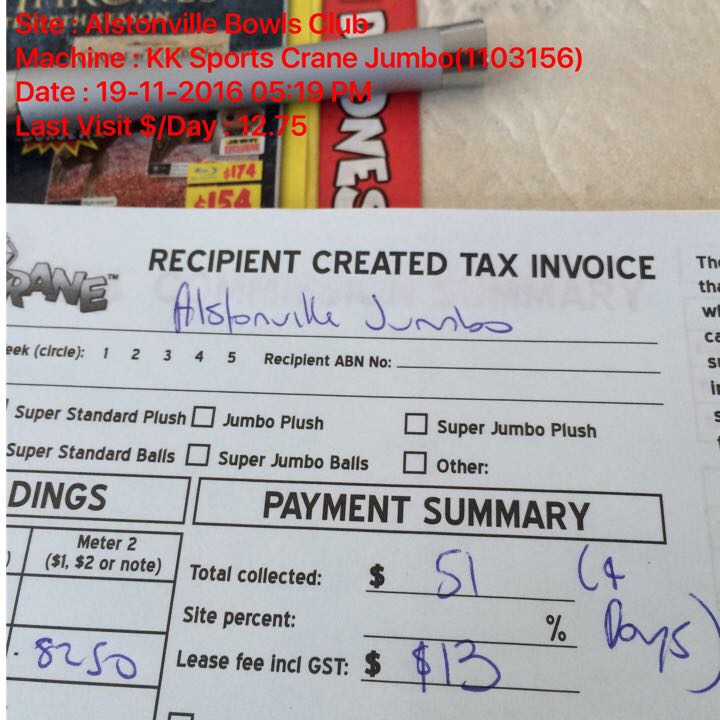 Site : Alstonville Bowls Club
Machine : KK Sports Crane Jumbo(1103156)
Date : 19-11-2016 05:19 PM
Last Visit $/Day : 12.75
$174
$154
RANE™
RECIPIENT CREATED TAX INVOICE
Alstonville Jumbo
eek (circle): 1 2 3 4 5 Recipient ABN No:
Super Standard Plush Jumbo Plush Super Jumbo Plush
Super Standard Balls Super Jumbo Balls Other:
DINGS
PAYMENT SUMMARY
Meter 2
($1, $2 or note)
Total collected: $ 51 (4
Days)
Site percent: %
8250
Lease fee incl GST: $ $13